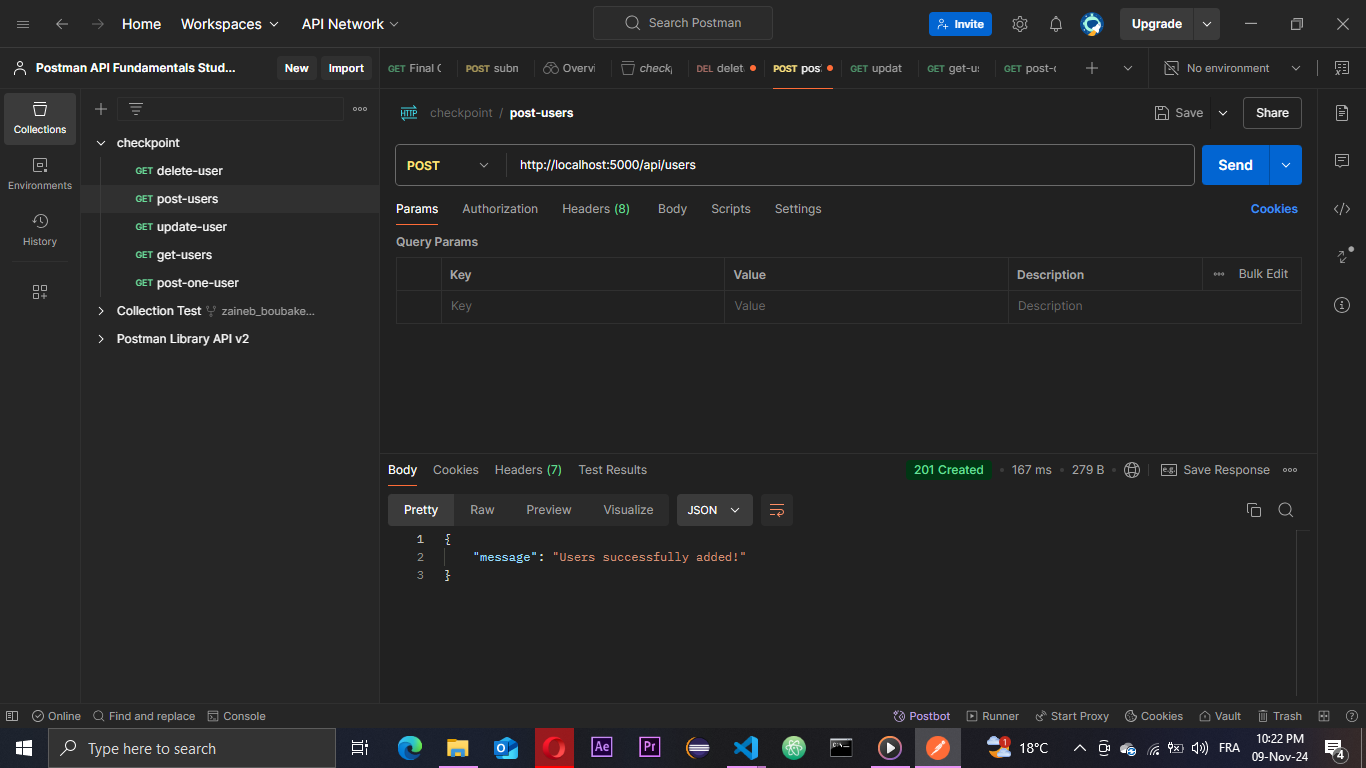 Home Workspaces API Network Search Postman Invite Upgrade
Postman API Fundamentals Stud... New Import GET Final C POST subm Overvi check DEL delet POST pos GET updat GET get-us GET post-o No environment
Collections
Environments
History
checkpoint
GET delete-user
GET post-users
GET update-user
GET get-users
GET post-one-user
Collection Test zaineb_boubake...
Postman Library API v2
HTTP checkpoint / post-users Save Share
POST http://localhost:5000/api/users Send
Params Authorization Headers (8) Body Scripts Settings Cookies
Query Params
Key Value Description Bulk Edit
Key Value Description
Body Cookies Headers (7) Test Results 201 Created 167 ms 279 B e.g. Save Response
Pretty Raw Preview Visualize JSON
1 {
2 "message": "Users successfully added!"
3 }
Online Find and replace Console Postbot Runner Start Proxy Cookies Vault Trash
Type here to search Ae Pr 1 18°C FRA 10:22 PM
09-Nov-24 4